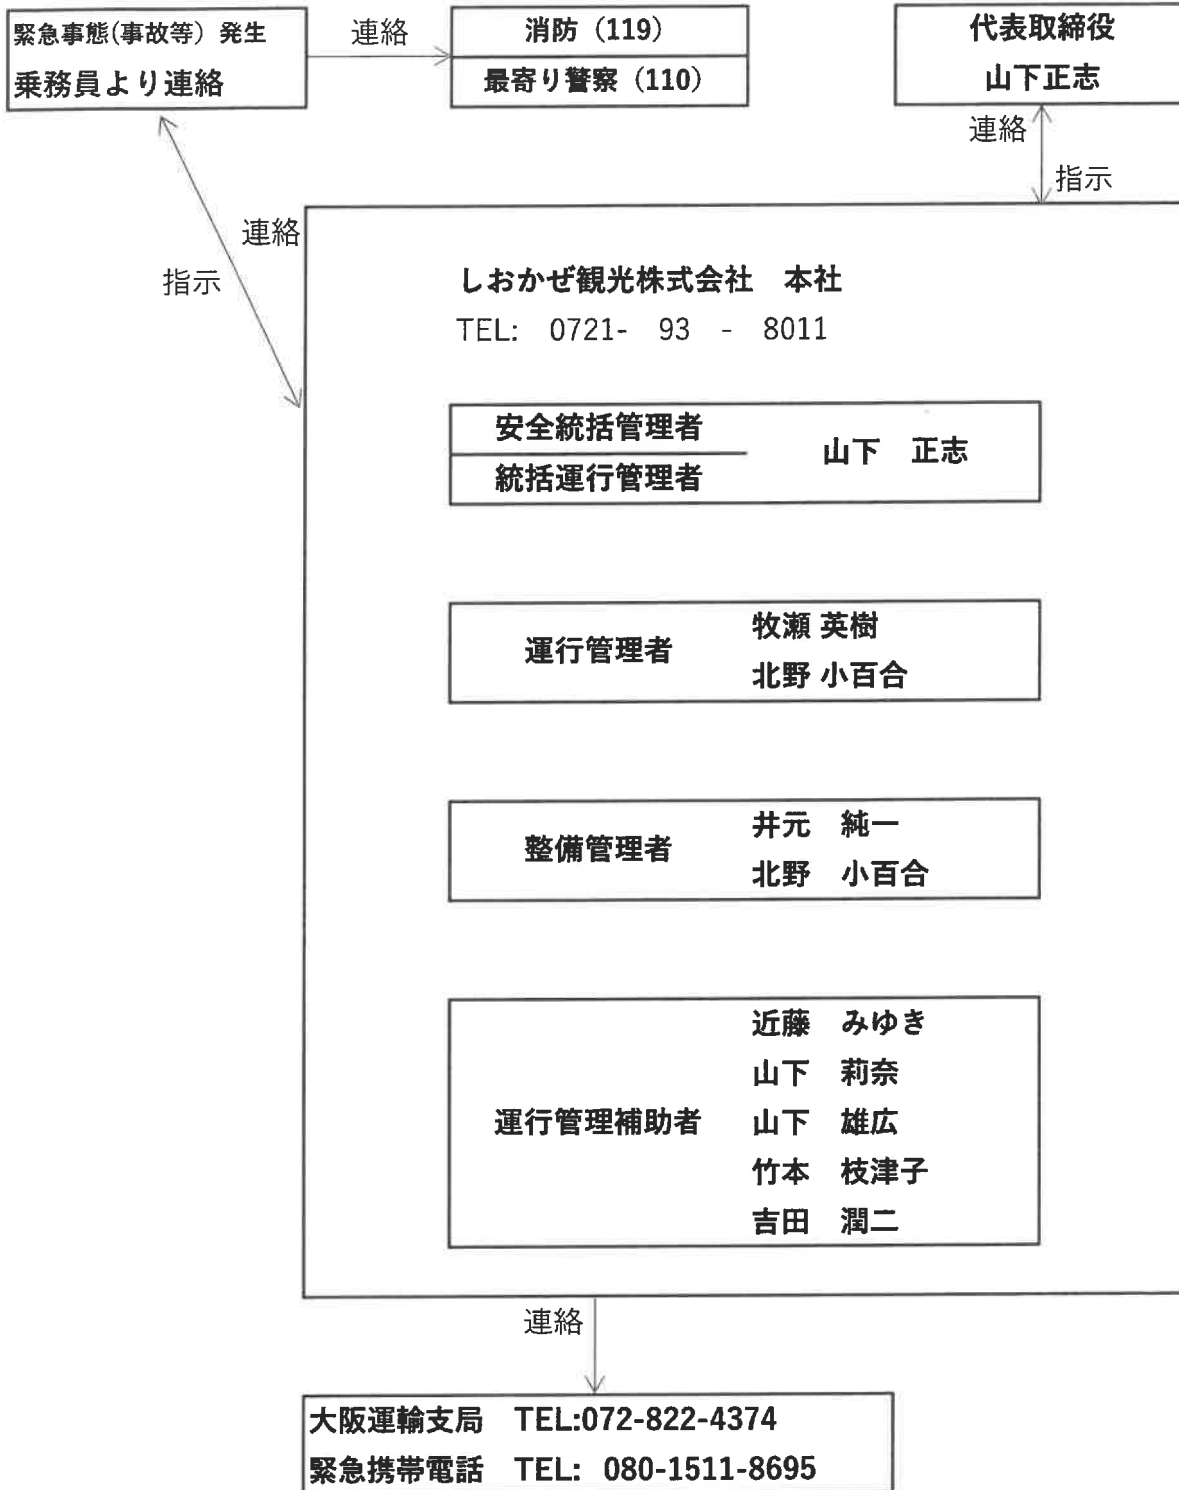 緊急事態(事故等）発生
乗務員より連絡
連絡
消防（119）
最寄り警察（110）
代表取締役
山下正志
連絡
指示
連絡
指示
しおかぜ観光株式会社　本社
TEL:　0721-　93　-　8011
安全統括管理者
統括運行管理者
山下　正志
運行管理者
牧瀬 英樹
北野 小百合
整備管理者
井元　純一
北野　小百合
運行管理補助者
近藤　みゆき
山下　莉奈
山下　雄広
竹本　枝津子
吉田　潤二
連絡
大阪運輸支局　TEL:072-822-4374
緊急携帯電話　TEL:　080-1511-8695